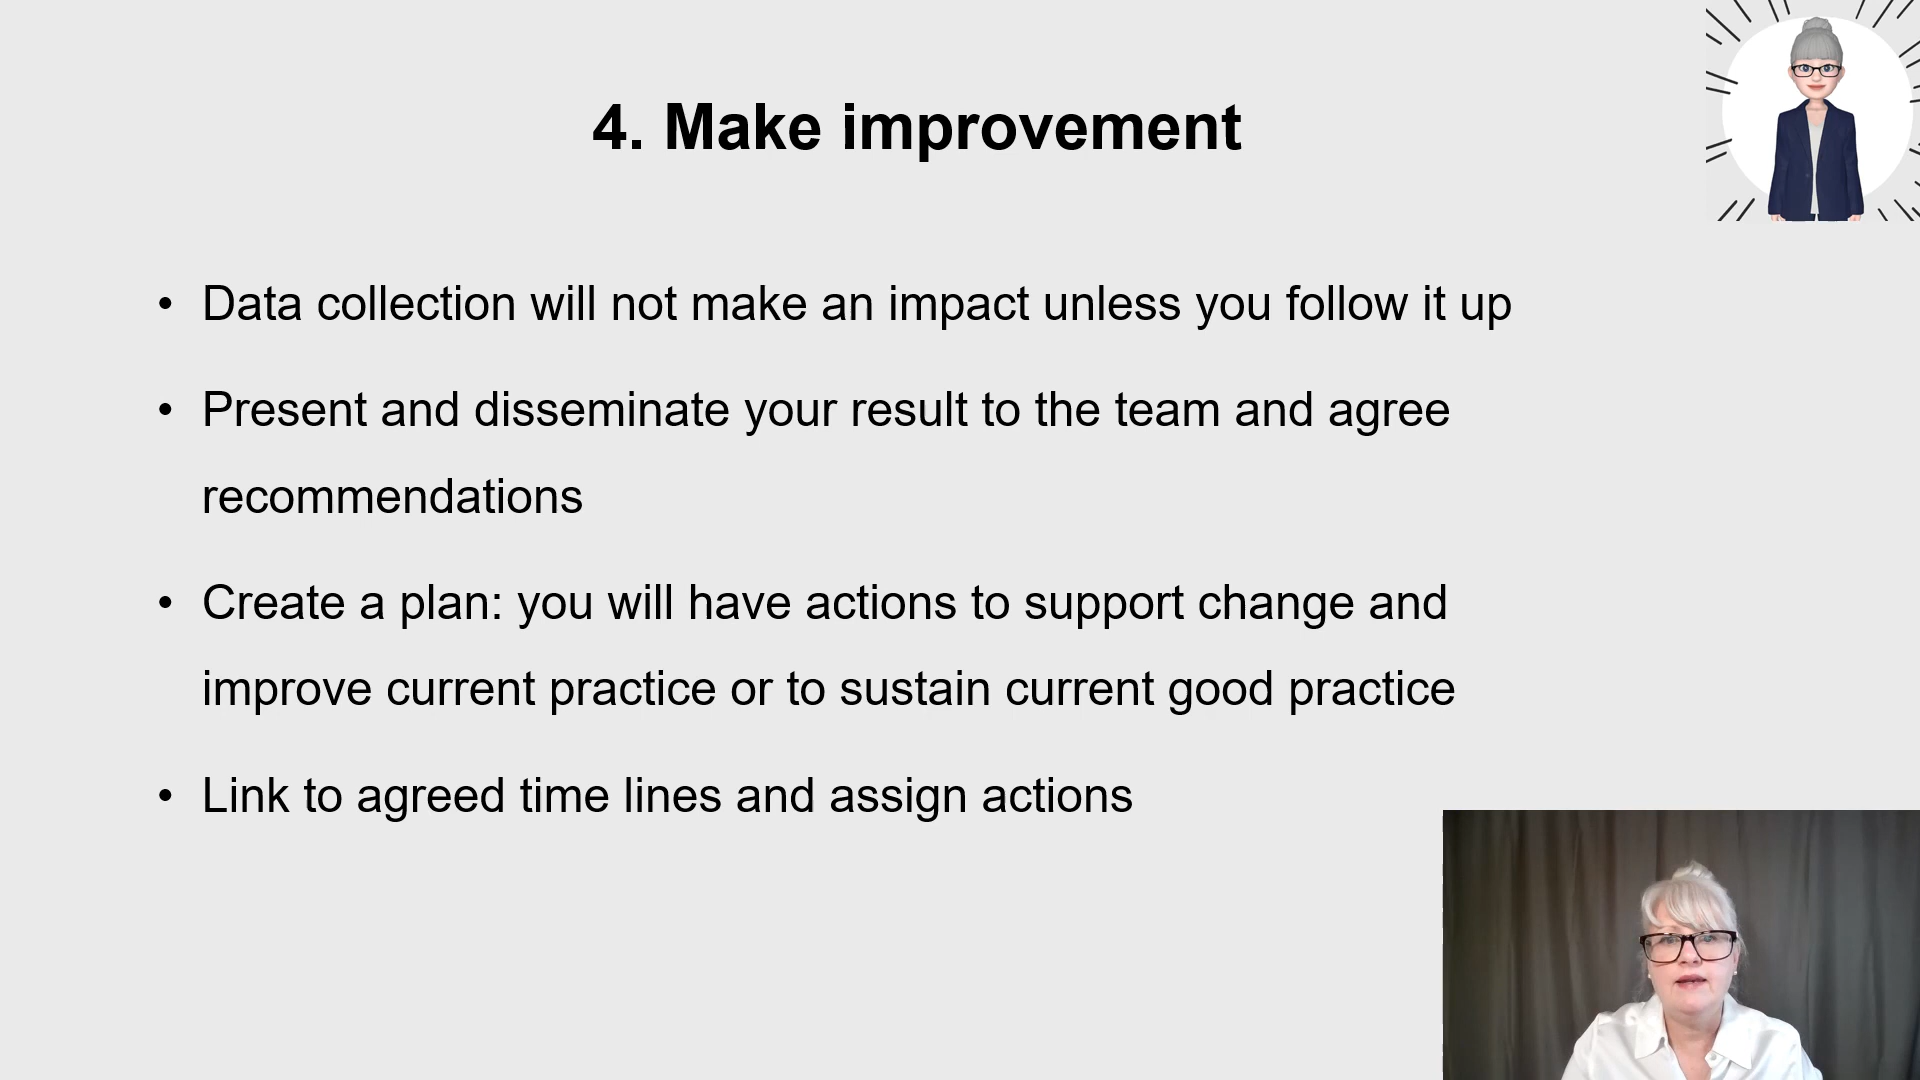 4. Make improvement
• Data collection will not make an impact unless you follow it up
• Present and disseminate your result to the team and agree
recommendations
• Create a plan: you will have actions to support change and
improve current practice or to sustain current good practice
• Link to agreed time lines and assign actions